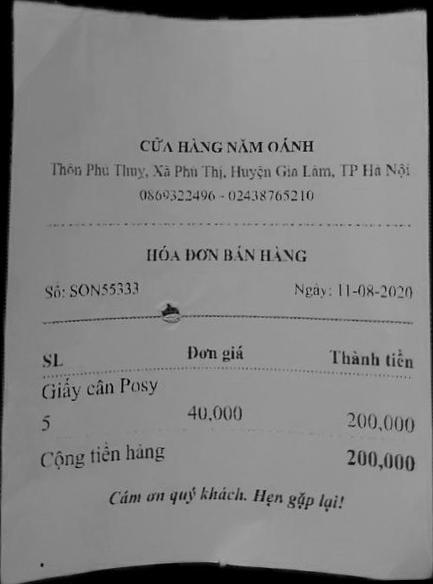 CỬA HÀNG NĂM OÁNH
Thôn Phú Thuỵ, Xã Phú Thị, Huyện Gia Lâm, TP Hà Nội
0869322496 - 02438765210
HÓA ĐƠN BÁN HÀNG
Số: SON55333 Ngày: 11-08-2020
SL Đơn giá Thành tiền
Giấy cân Posy
5 40,000 200,000
Cộng tiền hàng 200,000
Cám ơn quý khách. Hẹn gặp lại!